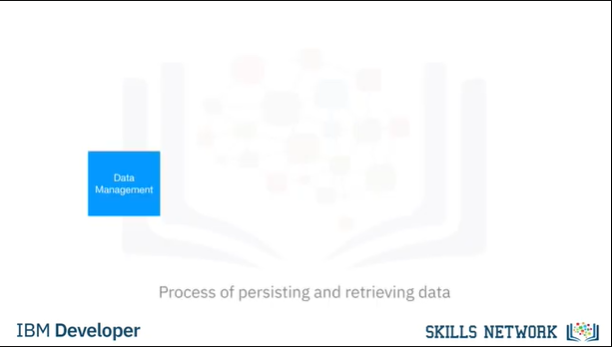 Data
Management
Process of persisting and retrieving data
IBM Developer
SKILLS NETWORK